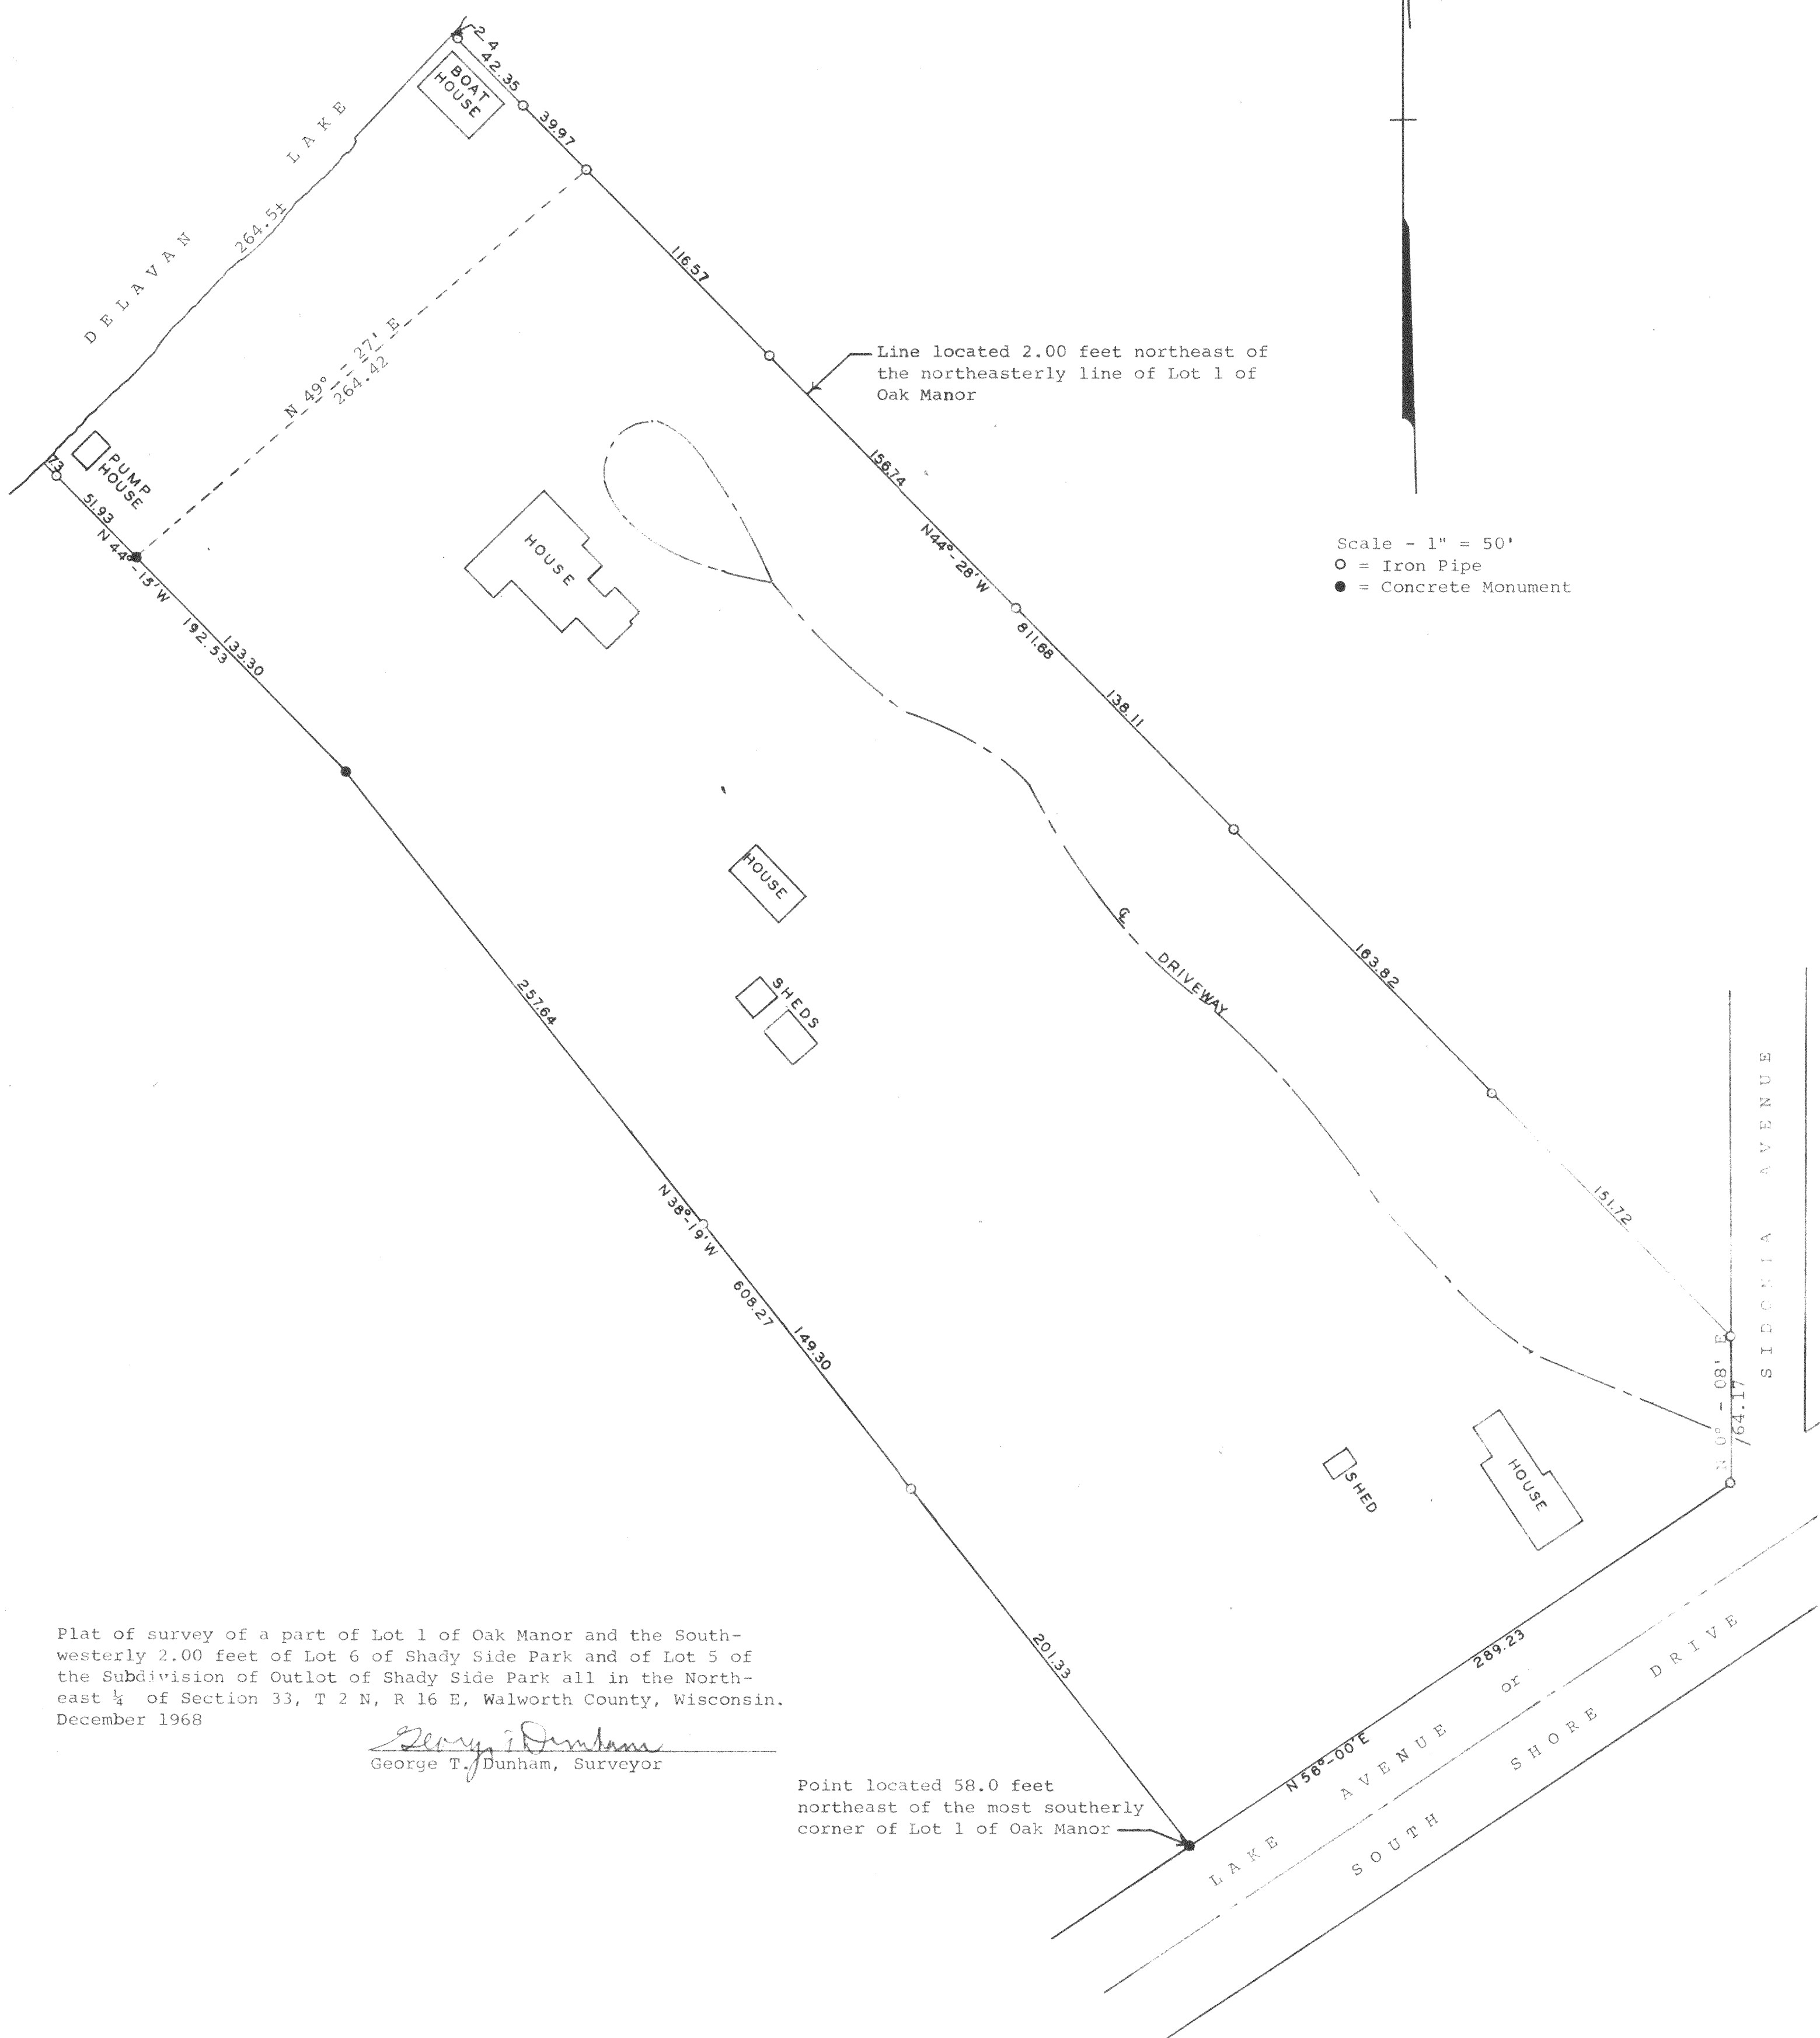 2.4
42.35
BOAT
HOUSE
39.97
DELAVAN LAKE
264.5±
116.57
N 49° - 27' E
264.42
Line located 2.00 feet northeast of
the northeasterly line of Lot 1 of
Oak Manor
7.3
PUMP
HOUSE
51.93
N 44°-15' W
192.53
133.30
HOUSE
156.74
N44°-28' W
811.68
Scale - 1" = 50'
O = Iron Pipe
● = Concrete Monument
138.11
HOUSE
SHEDS
257.64
℄
DRIVEWAY
163.82
151.72
SIDONIA AVENUE
N 38°-19' W
608.27
149.30
N 0° - 08' E
64.17
SHED
HOUSE
201.33
289.23
N 56°-00' E
LAKE AVENUE or
SOUTH SHORE DRIVE
Plat of survey of a part of Lot 1 of Oak Manor and the South-
westerly 2.00 feet of Lot 6 of Shady Side Park and of Lot 5 of
the Subdivision of Outlot of Shady Side Park all in the North-
east ¼ of Section 33, T 2 N, R 16 E, Walworth County, Wisconsin.
December 1968
George T. Dunham
George T. Dunham, Surveyor
Point located 58.0 feet
northeast of the most southerly
corner of Lot 1 of Oak Manor